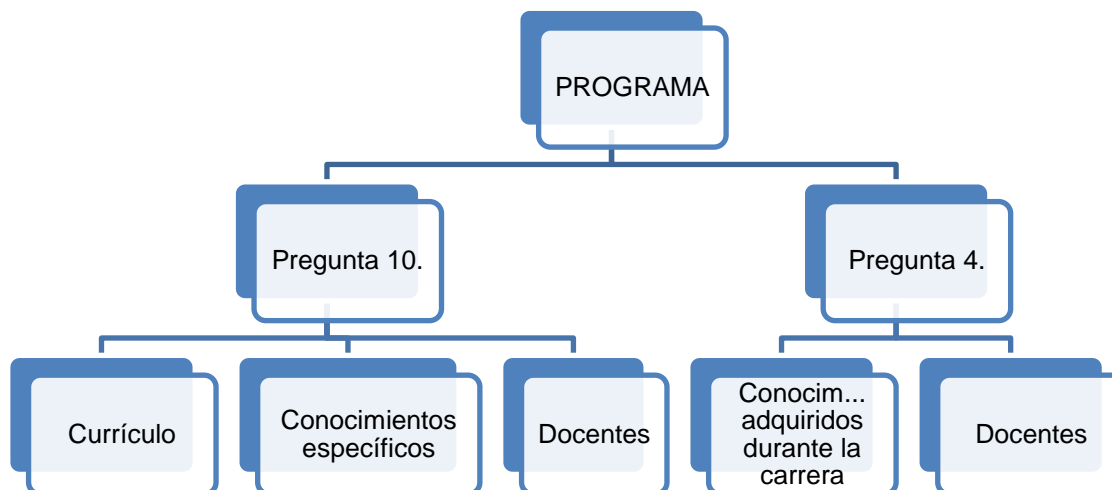 PROGRAMA
Pregunta 10.
Pregunta 4.
Currículo
Conocimientos
específicos
Docentes
Conocim...
adquiridos
durante la
carrera
Docentes